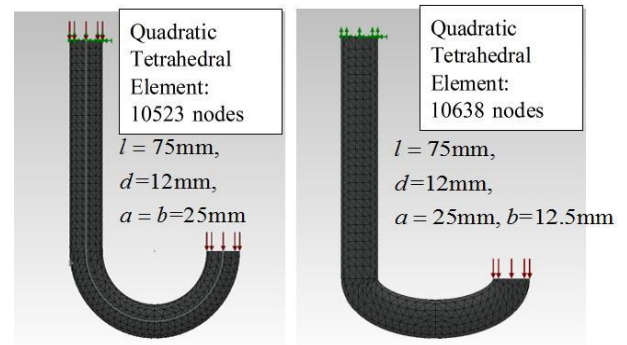 Quadratic
Tetrahedral
Element:
10523 nodes
l = 75mm,
d=12mm,
a = b=25mm
Quadratic
Tetrahedral
Element:
10638 nodes
l = 75mm,
d=12mm,
a = 25mm, b=12.5mm